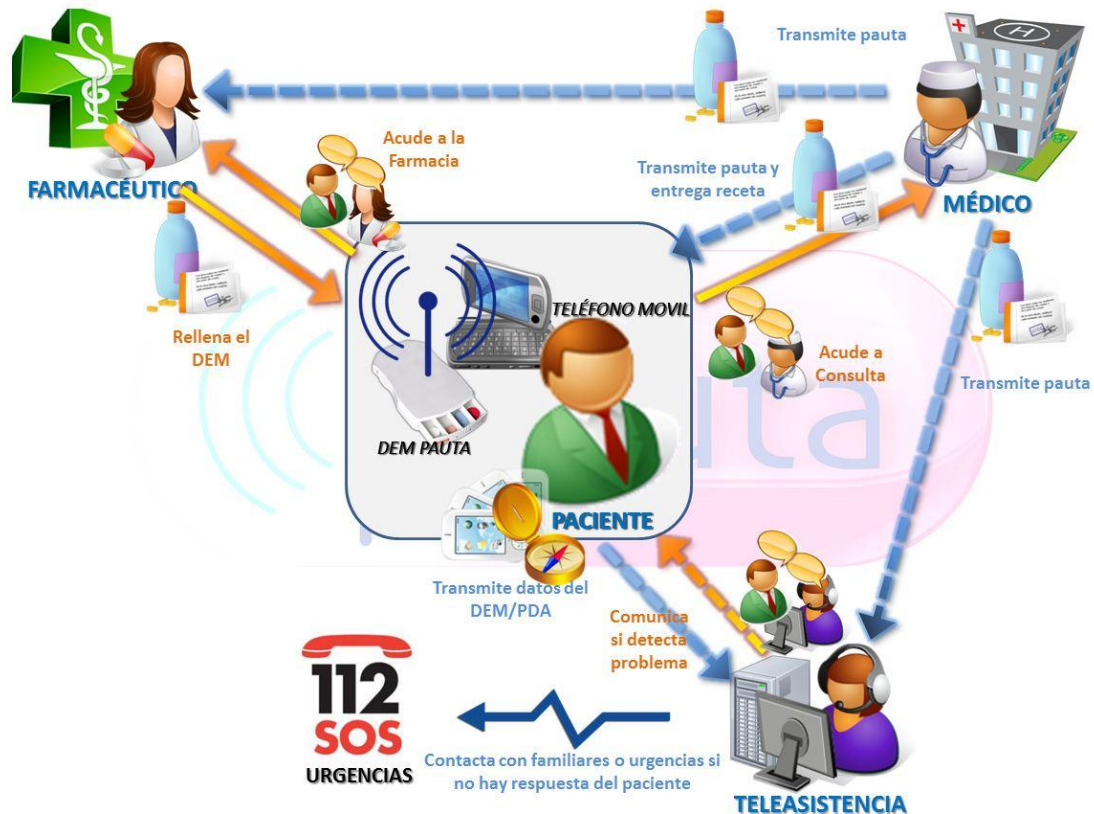 Transmite pauta
H
Acude a la
Farmacia
FARMACÉUTICO
Transmite pauta y
entrega receta
MÉDICO
TELÉFONO MOVIL
Rellena el
DEM
Acude a
Consulta
Transmite pauta
DEM PAUTA
uta
PACIENTE
Transmite datos del
DEM/PDA
Comunica
si detecta
problema
112
SOS
URGENCIAS
Contacta con familiares o urgencias si
no hay respuesta del paciente
TELEASISTENCIA